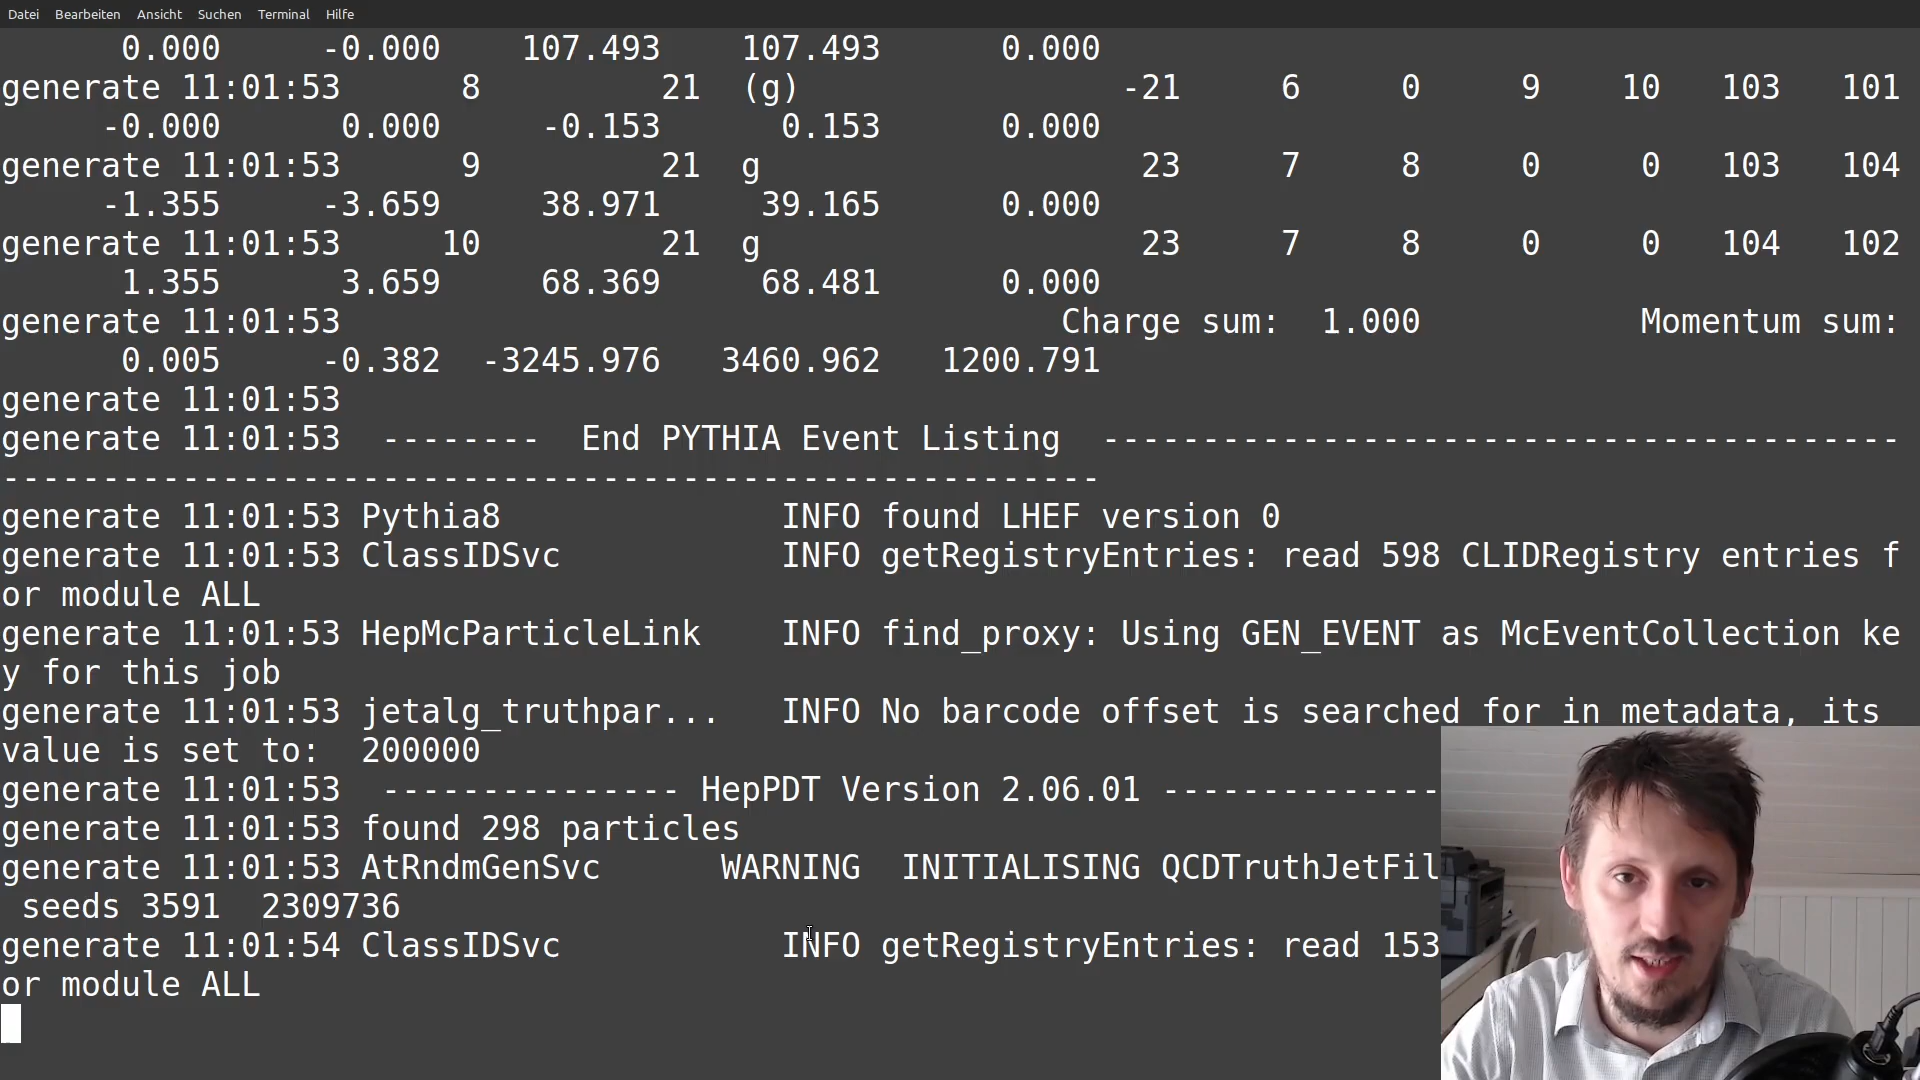 Datei Bearbeiten Ansicht Suchen Terminal Hilfe
0.000 -0.000 107.493 107.493 0.000
generate 11:01:53 8 21 (g) -21 6 0 9 10 103 101
-0.000 0.000 -0.153 0.153 0.000
generate 11:01:53 9 21 g 23 7 8 0 0 103 104
-1.355 -3.659 38.971 39.165 0.000
generate 11:01:53 10 21 g 23 7 8 0 0 104 102
1.355 3.659 68.369 68.481 0.000
generate 11:01:53 Charge sum: 1.000 Momentum sum:
0.005 -0.382 -3245.976 3460.962 1200.791
generate 11:01:53
generate 11:01:53 -------- End PYTHIA Event Listing ----------------------------------------
-------------------------------------------------------
generate 11:01:53 Pythia8 INFO found LHEF version 0
generate 11:01:53 ClassIDSvc INFO getRegistryEntries: read 598 CLIDRegistry entries f
or module ALL
generate 11:01:53 HepMcParticleLink INFO find_proxy: Using GEN_EVENT as McEventCollection ke
y for this job
generate 11:01:53 jetalg_truthpar... INFO No barcode offset is searched for in metadata, its
value is set to: 200000
generate 11:01:53 --------------- HepPDT Version 2.06.01 --------------
generate 11:01:53 found 298 particles
generate 11:01:53 AtRndmGenSvc WARNING INITIALISING QCDTruthJetFil
seeds 3591 2309736
generate 11:01:54 ClassIDSvc INFO getRegistryEntries: read 153
or module ALL